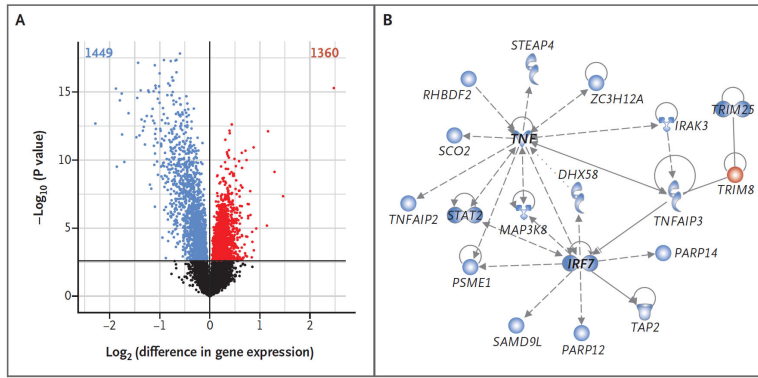 A
1449
1360
15
10
5
0
−Log10 (P value)
−2
−1
0
1
2
Log2 (difference in gene expression)
B
STEAP4
RHBDF2
ZC3H12A
TRIM25
TNF
IRAK3
SCO2
DHX58
TRIM8
TNFAIP2
STAT2
MAP3K8
TNFAIP3
PSME1
IRF7
PARP14
SAMD9L
PARP12
TAP2